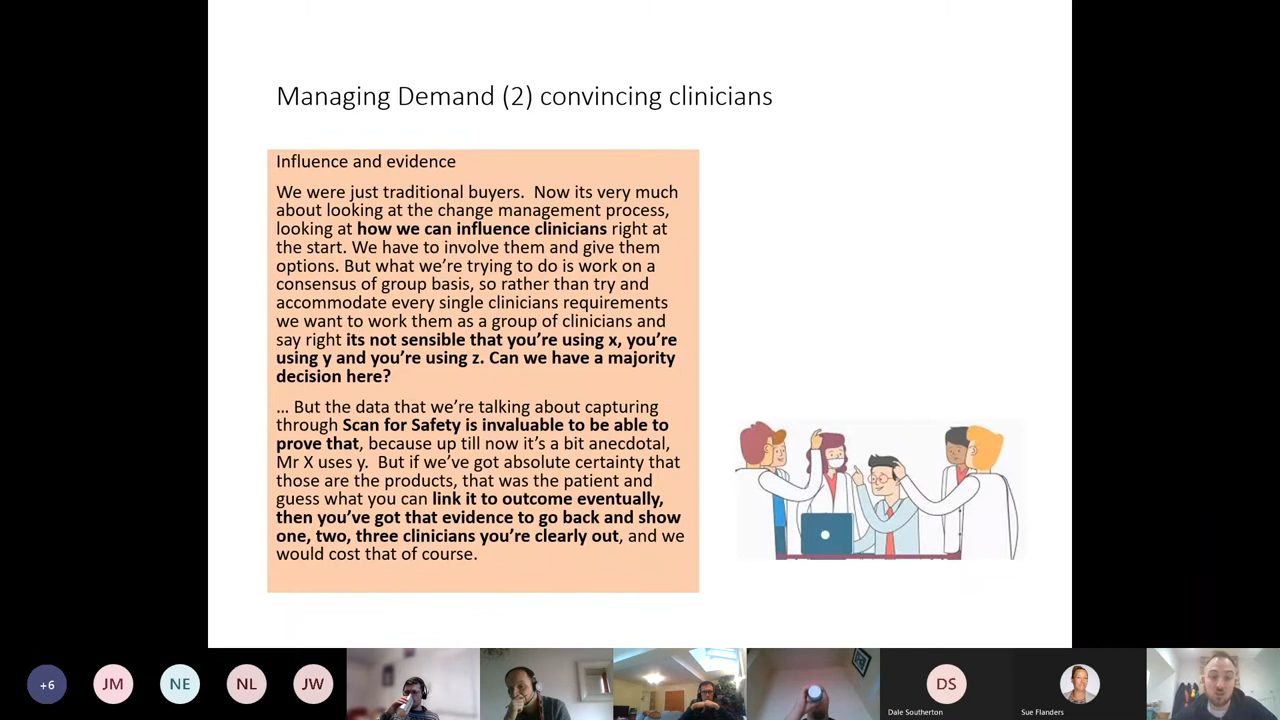 Managing Demand (2) convincing clinicians
Influence and evidence
We were just traditional buyers.  Now its very much
about looking at the change management process,
looking at how we can influence clinicians right at
the start. We have to involve them and give them
options. But what we’re trying to do is work on a
consensus of group basis, so rather than try and
accommodate every single clinicians requirements
we want to work them as a group of clinicians and
say right its not sensible that you’re using x, you’re
using y and you’re using z. Can we have a majority
decision here?
… But the data that we’re talking about capturing
through Scan for Safety is invaluable to be able to
prove that, because up till now it’s a bit anecdotal,
Mr X uses y.  But if we’ve got absolute certainty that
those are the products, that was the patient and
guess what you can link it to outcome eventually,
then you’ve got that evidence to go back and show
one, two, three clinicians you’re clearly out, and we
would cost that of course.
+6
JM
NE
NL
JW
DS
Dale Southerton
Sue Flanders